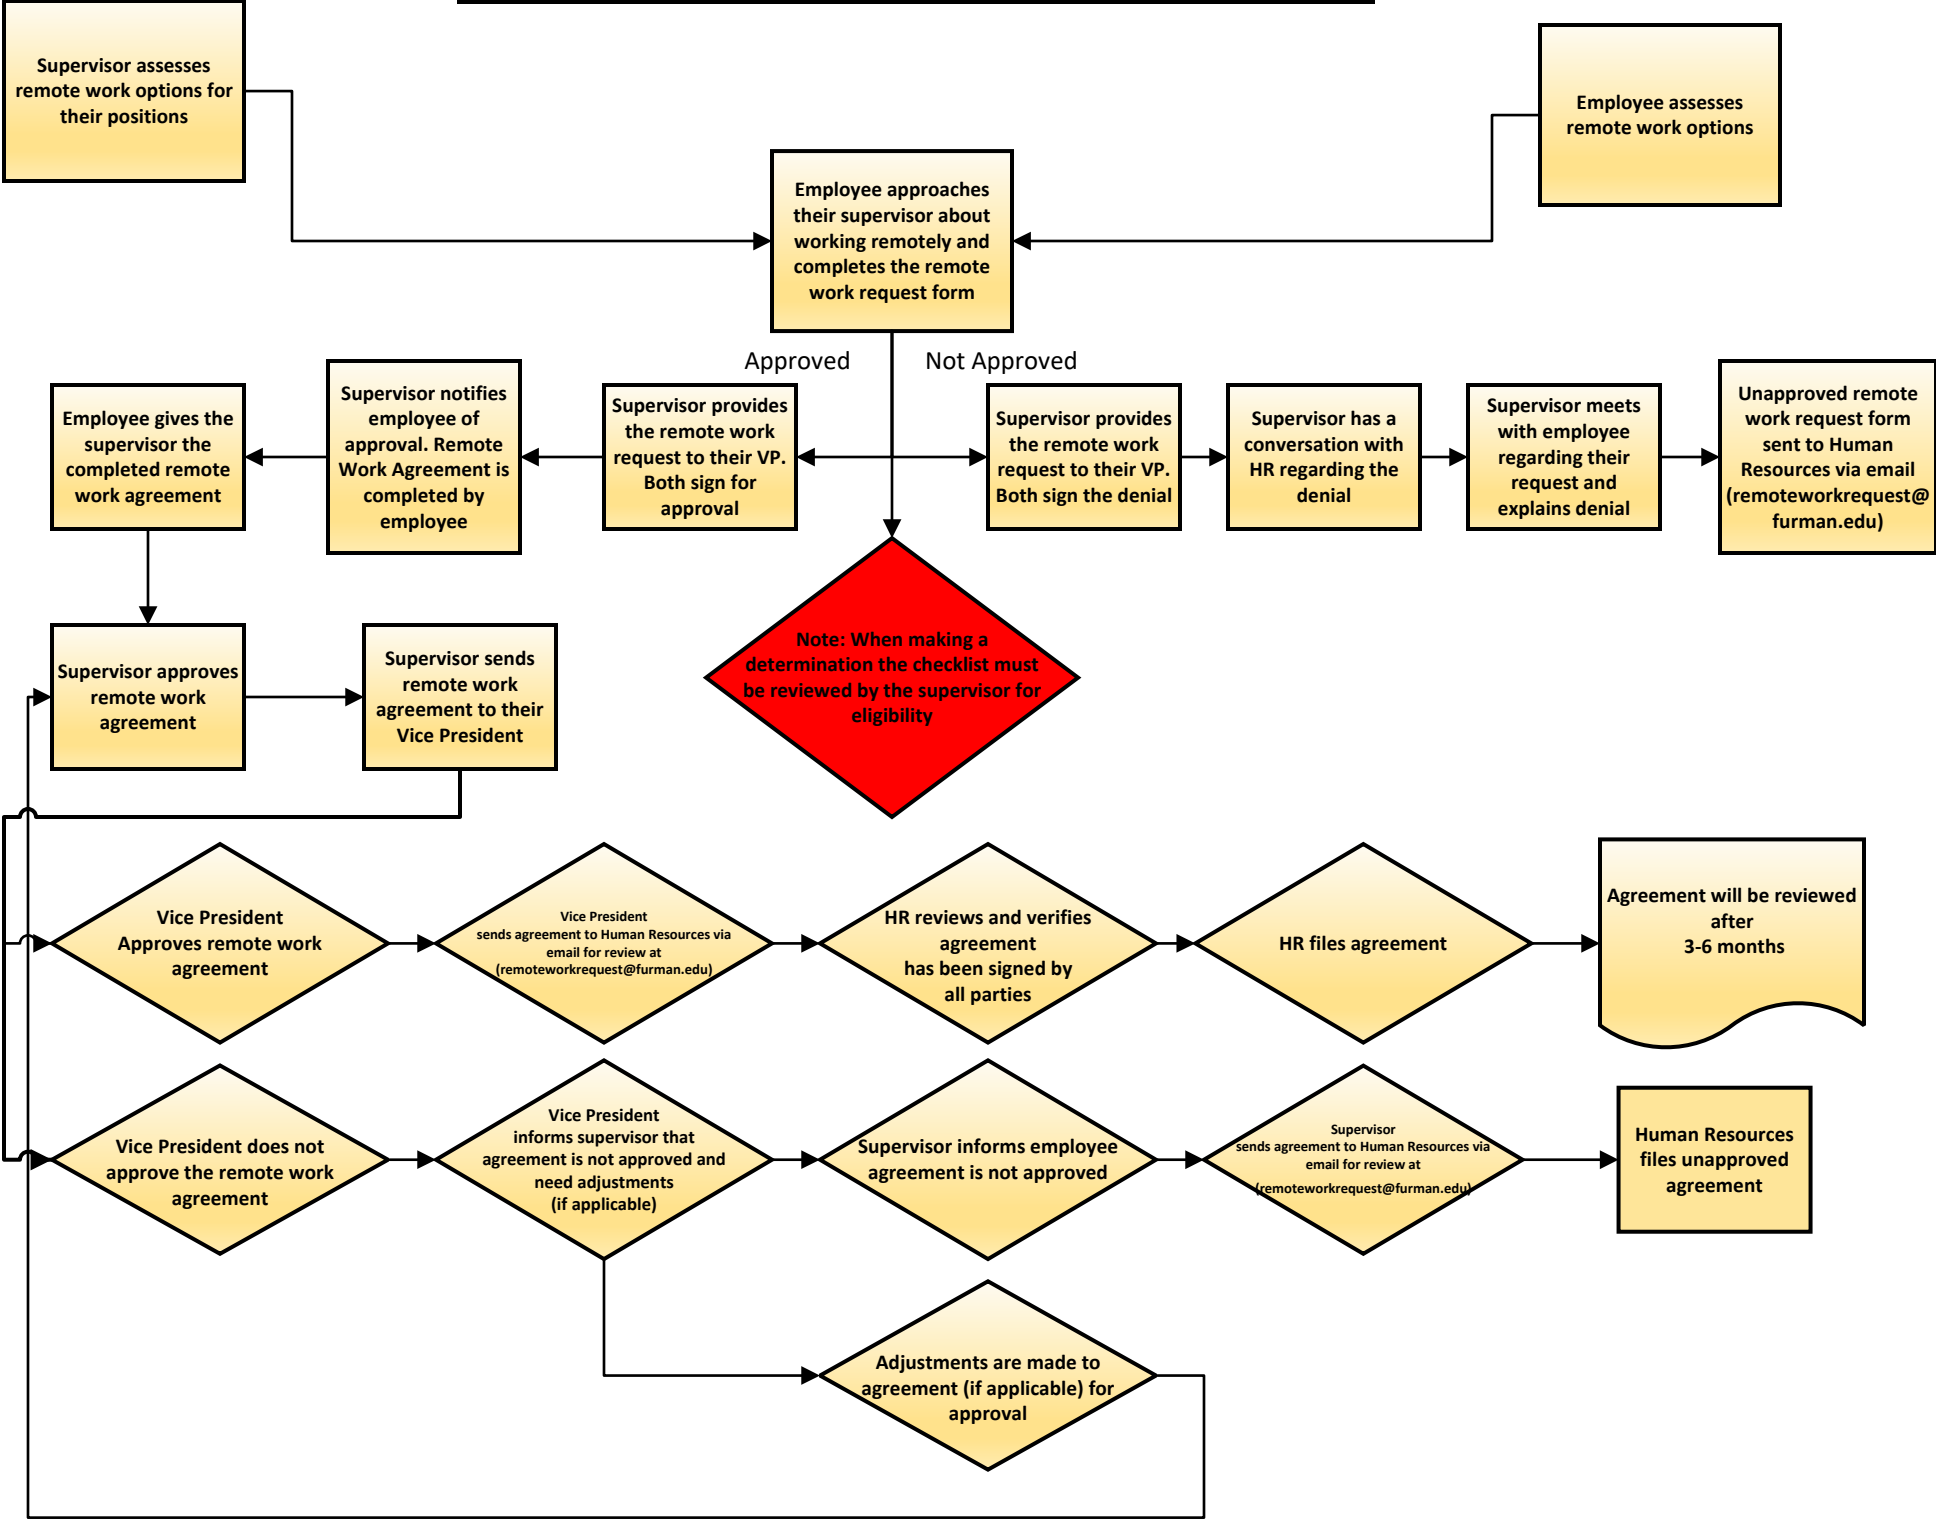 Supervisor assesses
remote work options for
their positions
Employee assesses
remote work options
Employee approaches
their supervisor about
working remotely and
completes the remote
work request form
Approved
Not Approved
Employee gives the
supervisor the
completed remote
work agreement
Supervisor notifies
employee of
approval. Remote
Work Agreement is
completed by
employee
Supervisor provides
the remote work
request to their VP.
Both sign for
approval
Supervisor provides
the remote work
request to their VP.
Both sign the denial
Supervisor has a
conversation with
HR regarding the
denial
Supervisor meets
with employee
regarding their
request and
explains denial
Unapproved remote
work request form
sent to Human
Resources via email
(remoteworkrequest@
furman.edu)
Supervisor approves
remote work
agreement
Supervisor sends
remote work
agreement to their
Vice President
Note: When making a
determination the checklist must
be reviewed by the supervisor for
eligibility
Vice President
Approves remote work
agreement
Vice President
sends agreement to Human Resources via
email for review at
(remoteworkrequest@furman.edu)
HR reviews and verifies
agreement
has been signed by
all parties
HR files agreement
Agreement will be reviewed
after
3-6 months
Vice President does not
approve the remote work
agreement
Vice President
informs supervisor that
agreement is not approved and
need adjustments
(if applicable)
Supervisor informs employee
agreement is not approved
Supervisor
sends agreement to Human Resources via
email for review at
(remoteworkrequest@furman.edu)
Human Resources
files unapproved
agreement
Adjustments are made to
agreement (if applicable) for
approval